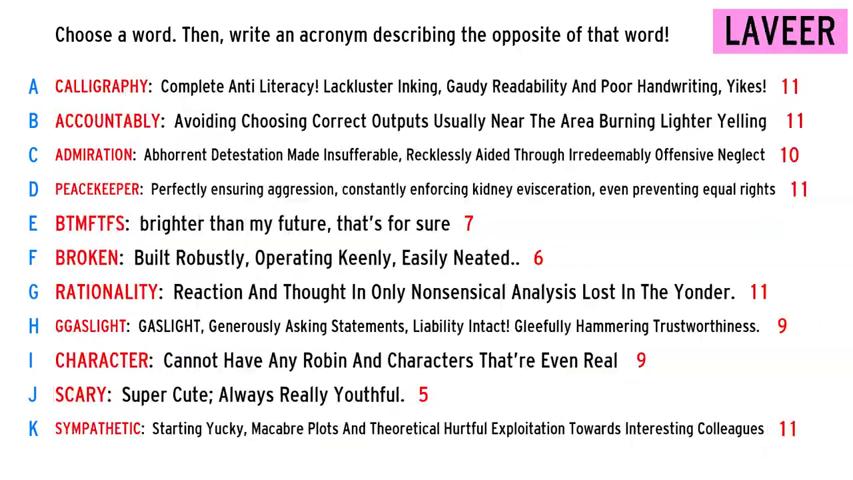 Choose a word. Then, write an acronym describing the opposite of that word!
LAVEER
A CALLIGRAPHY: Complete Anti Literacy! Lackluster Inking, Gaudy Readability And Poor Handwriting, Yikes! 11
B ACCOUNTABLY: Avoiding Choosing Correct Outputs Usually Near The Area Burning Lighter Yelling 11
C ADMIRATION: Abhorrent Detestation Made Insufferable, Recklessly Aided Through Irredeemably Offensive Neglect 10
D PEACEKEEPER: Perfectly ensuring aggression, constantly enforcing kidney evisceration, even preventing equal rights 11
E BTMFTFS: brighter than my future, that's for sure 7
F BROKEN: Built Robustly, Operating Keenly, Easily Neated.. 6
G RATIONALITY: Reaction And Thought In Only Nonsensical Analysis Lost In The Yonder. 11
H GGASLIGHT: GASLIGHT, Generously Asking Statements, Liability Intact! Gleefully Hammering Trustworthiness. 9
I CHARACTER: Cannot Have Any Robin And Characters That're Even Real 9
J SCARY: Super Cute; Always Really Youthful. 5
K SYMPATHETIC: Starting Yucky, Macabre Plots And Theoretical Hurtful Exploitation Towards Interesting Colleagues 11